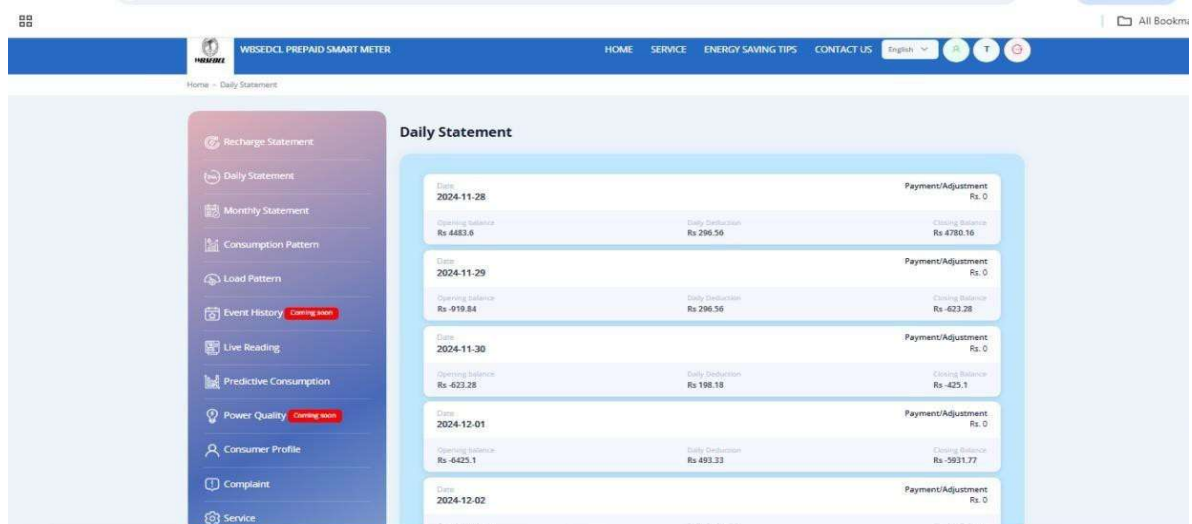 All Bookma
WBSEDCL
WBSEDCL PREPAID SMART METER
HOME SERVICE ENERGY SAVING TIPS CONTACT US English T
Home - Daily Statement
Recharge Statement
Daily Statement
Monthly Statement
Consumption Pattern
Load Pattern
Event History Coming soon
Live Reading
Predictive Consumption
Power Quality Coming soon
Consumer Profile
Complaint
Service
Daily Statement
Date Payment/Adjustment
2024-11-28 Rs. 0
Opening balance Daily Deduction Closing Balance
Rs 4483.6 Rs 296.56 Rs 4780.16
Date Payment/Adjustment
2024-11-29 Rs. 0
Opening balance Daily Deduction Closing Balance
Rs -919.84 Rs 296.56 Rs -623.28
Date Payment/Adjustment
2024-11-30 Rs. 0
Opening balance Daily Deduction Closing Balance
Rs -623.28 Rs 198.18 Rs -425.1
Date Payment/Adjustment
2024-12-01 Rs. 0
Opening balance Daily Deduction Closing Balance
Rs -6425.1 Rs 493.33 Rs -5931.77
Date Payment/Adjustment
2024-12-02 Rs. 0